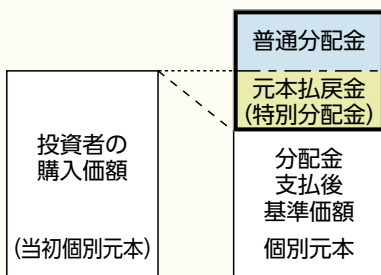 普通分配金
元本払戻金
(特別分配金)
投資者の
購入価額
(当初個別元本)
分配金
支払後
基準価額
個別元本